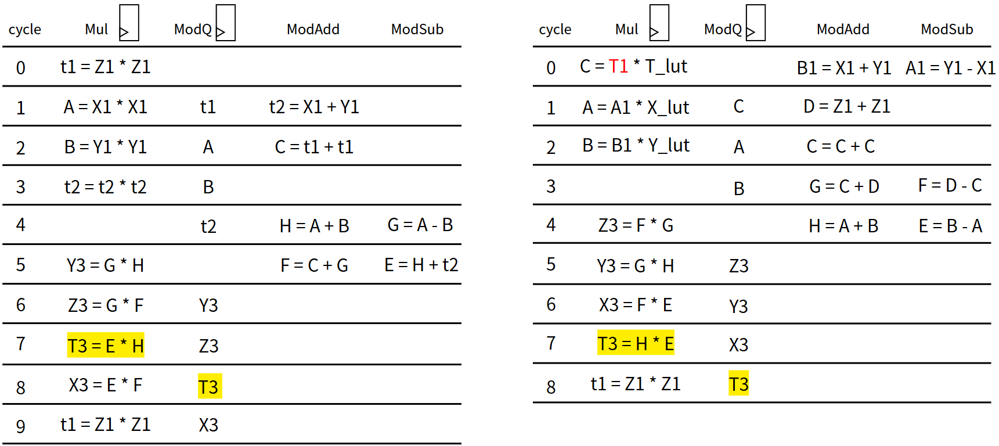 cycle Mul ModQ ModAdd ModSub
0 t1 = Z1 * Z1
1 A = X1 * X1 t1 t2 = X1 + Y1
2 B = Y1 * Y1 A C = t1 + t1
3 t2 = t2 * t2 B
4 t2 H = A + B G = A - B
5 Y3 = G * H F = C + G E = H + t2
6 Z3 = G * F Y3
7 T3 = E * H Z3
8 X3 = E * F T3
9 t1 = Z1 * Z1 X3
cycle Mul ModQ ModAdd ModSub
0 C = T1 * T_lut B1 = X1 + Y1 A1 = Y1 - X1
1 A = A1 * X_lut C D = Z1 + Z1
2 B = B1 * Y_lut A C = C + C
3 B G = C + D F = D - C
4 Z3 = F * G H = A + B E = B - A
5 Y3 = G * H Z3
6 X3 = F * E Y3
7 T3 = H * E X3
8 t1 = Z1 * Z1 T3